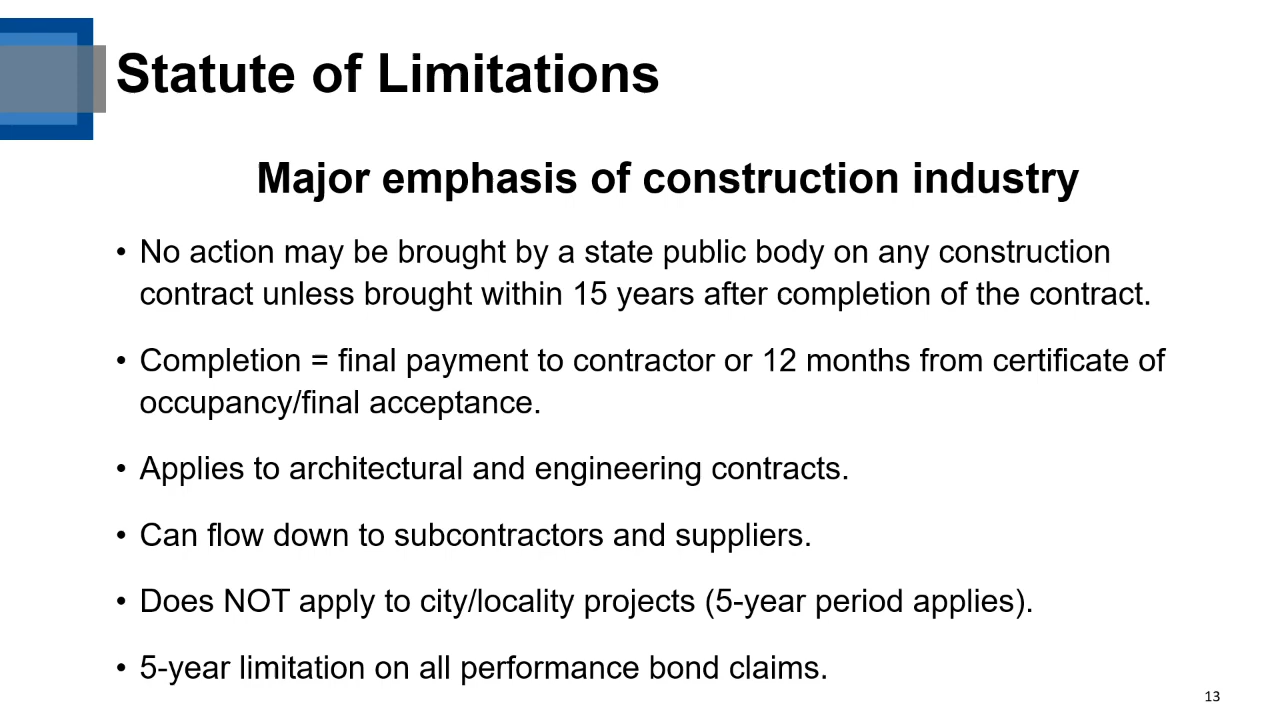 Statute of Limitations
Major emphasis of construction industry
• No action may be brought by a state public body on any construction
contract unless brought within 15 years after completion of the contract.
• Completion = final payment to contractor or 12 months from certificate of
occupancy/final acceptance.
• Applies to architectural and engineering contracts.
• Can flow down to subcontractors and suppliers.
• Does NOT apply to city/locality projects (5-year period applies).
• 5-year limitation on all performance bond claims.
13